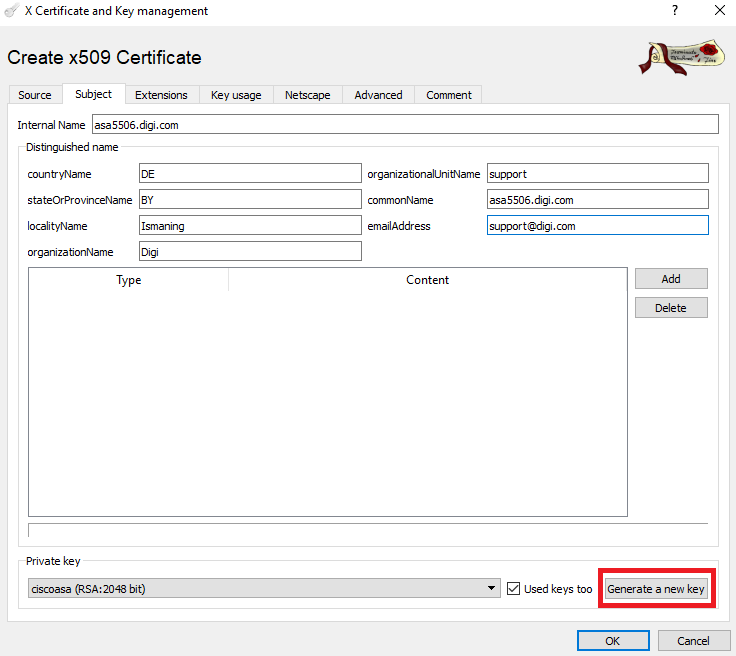 X Certificate and Key management
?
Create x509 Certificate
Source Subject Extensions Key usage Netscape Advanced Comment
Internal Name asa5506.digi.com
Distinguished name
countryName DE organizationalUnitName support
stateOrProvinceName BY commonName asa5506.digi.com
localityName Ismaning emailAddress support@digi.com
organizationName Digi
Type Content Add
Delete
Private key
ciscoasa (RSA:2048 bit) Used keys too Generate a new key
OK Cancel